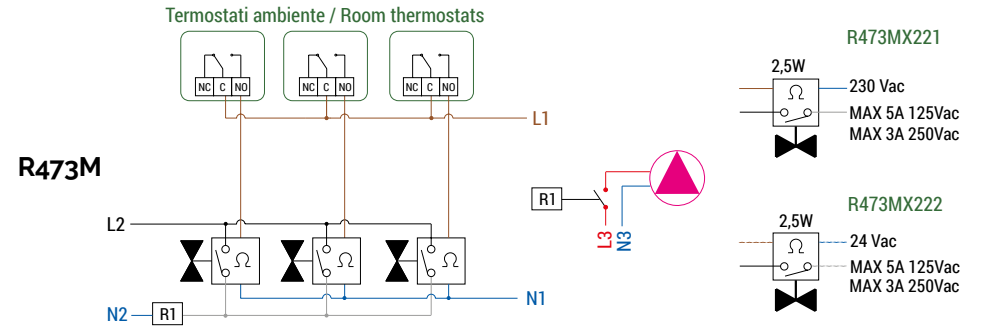 Termostati ambiente / Room thermostats
NC C NO
NC C NO
NC C NO
L1
R473M
L2
N1
N2
R1
R1
L3
N3
R473MX221
2,5W
Ω
230 Vac
MAX 5A 125Vac
MAX 3A 250Vac
R473MX222
2,5W
Ω
24 Vac
MAX 5A 125Vac
MAX 3A 250Vac
Ω
Ω
Ω